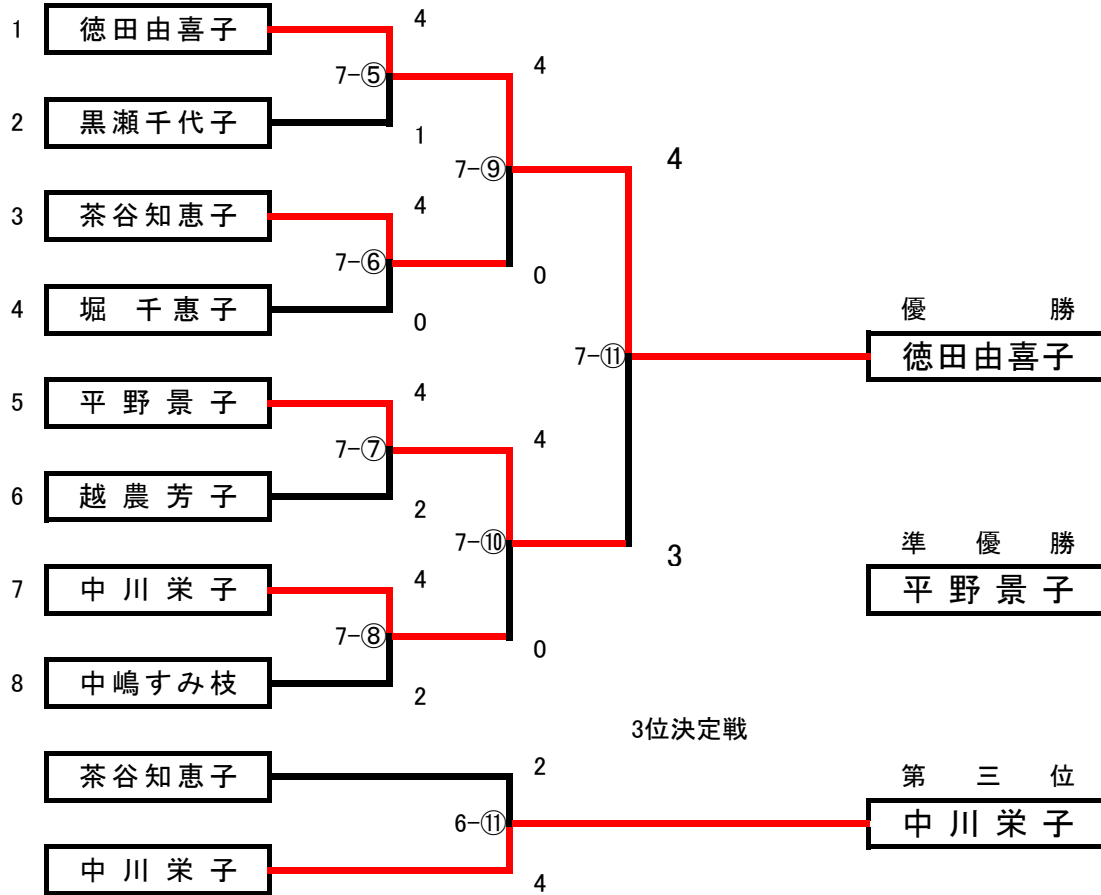 4
1 徳田由喜子
4
7-⑤
2 黒瀬千代子
1
4
7-⑨
3 茶谷知恵子
4
7-⑥
0
4 堀 千惠子
0
優 勝
7-⑪ 徳田由喜子
5 平野景子
4
4
7-⑦
6 越農芳子
2
準 優 勝
7-⑩
3
7 中川栄子
4
平野景子
7-⑧
0
8 中嶋すみ枝
2
3位決定戦
茶谷知恵子
2
第 三 位
6-⑪
中川栄子
中川栄子
4